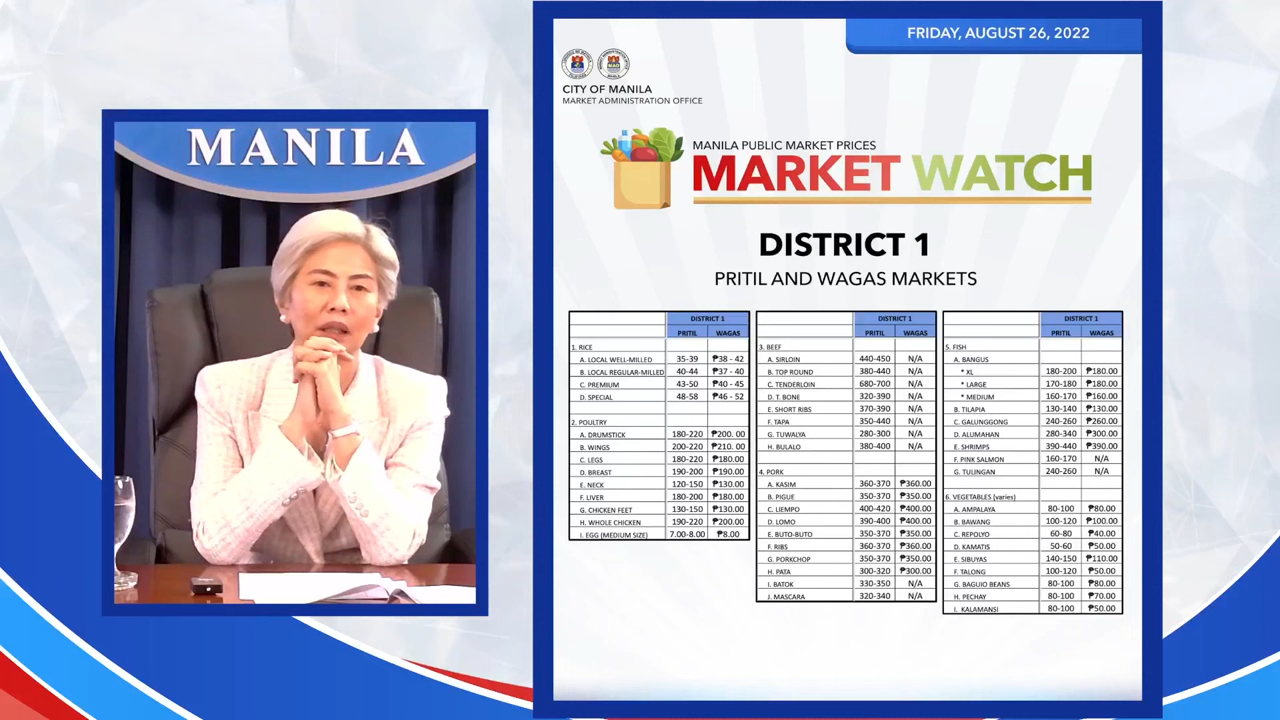 MANILA
FRIDAY, AUGUST 26, 2022
CITY OF MANILA
MARKET ADMINISTRATION OFFICE
MANILA PUBLIC MARKET PRICES
MARKET WATCH
DISTRICT 1
PRITIL AND WAGAS MARKETS
DISTRICT 1
PRITIL WAGAS
1. RICE
A. LOCAL WELL-MILLED 35-39 ₱38 - 42
B. LOCAL REGULAR-MILLED 40-44 ₱37 - 40
C. PREMIUM 43-50 ₱40 - 45
D. SPECIAL 48-58 ₱46 - 52
2. POULTRY
A. DRUMSTICK 180-220 ₱200. 00
B. WINGS 200-220 ₱210. 00
C. LEGS 180-220 ₱180.00
D. BREAST 190-200 ₱190.00
E. NECK 120-150 ₱130.00
F. LIVER 180-200 ₱180.00
G. CHICKEN FEET 130-150 ₱130.00
H. WHOLE CHICKEN 190-220 ₱200.00
I. EGG (MEDIUM SIZE) 7.00-8.00 ₱8.00
DISTRICT 1
PRITIL WAGAS
3. BEEF
A. SIRLOIN 440-450 N/A
B. TOP ROUND 380-440 N/A
C. TENDERLOIN 680-700 N/A
D. T. BONE 320-390 N/A
E. SHORT RIBS 370-390 N/A
F. TAPA 350-440 N/A
G. TUWALYA 280-300 N/A
H. BULALO 380-400 N/A
4. PORK
A. KASIM 360-370 ₱360.00
B. PIGUE 350-370 ₱350.00
C. LIEMPO 400-420 ₱400.00
D. LOMO 390-400 ₱400.00
E. BUTO-BUTO 350-370 ₱350.00
F. RIBS 360-370 ₱360.00
G. PORKCHOP 350-370 ₱350.00
H. PATA 300-320 ₱300.00
I. BATOK 330-350 N/A
J. MASCARA 320-340 N/A
DISTRICT 1
PRITIL WAGAS
5. FISH
A. BANGUS
* XL 180-200 ₱180.00
* LARGE 170-180 ₱180.00
* MEDIUM 160-170 ₱160.00
B. TILAPIA 130-140 ₱130.00
C. GALUNGGONG 240-260 ₱260.00
D. ALUMAHAN 280-340 ₱300.00
E. SHRIMPS 390-440 ₱390.00
F. PINK SALMON 160-170 N/A
G. TULINGAN 240-260 N/A
6. VEGETABLES (varies)
A. AMPALAYA 80-100 ₱80.00
B. BAWANG 100-120 ₱100.00
C. REPOLYO 60-80 ₱40.00
D. KAMATIS 50-60 ₱50.00
E. SIBUYAS 140-150 ₱110.00
F. TALONG 100-120 ₱50.00
G. BAGUIO BEANS 80-100 ₱80.00
H. PECHAY 80-100 ₱70.00
I. KALAMANSI 80-100 ₱50.00